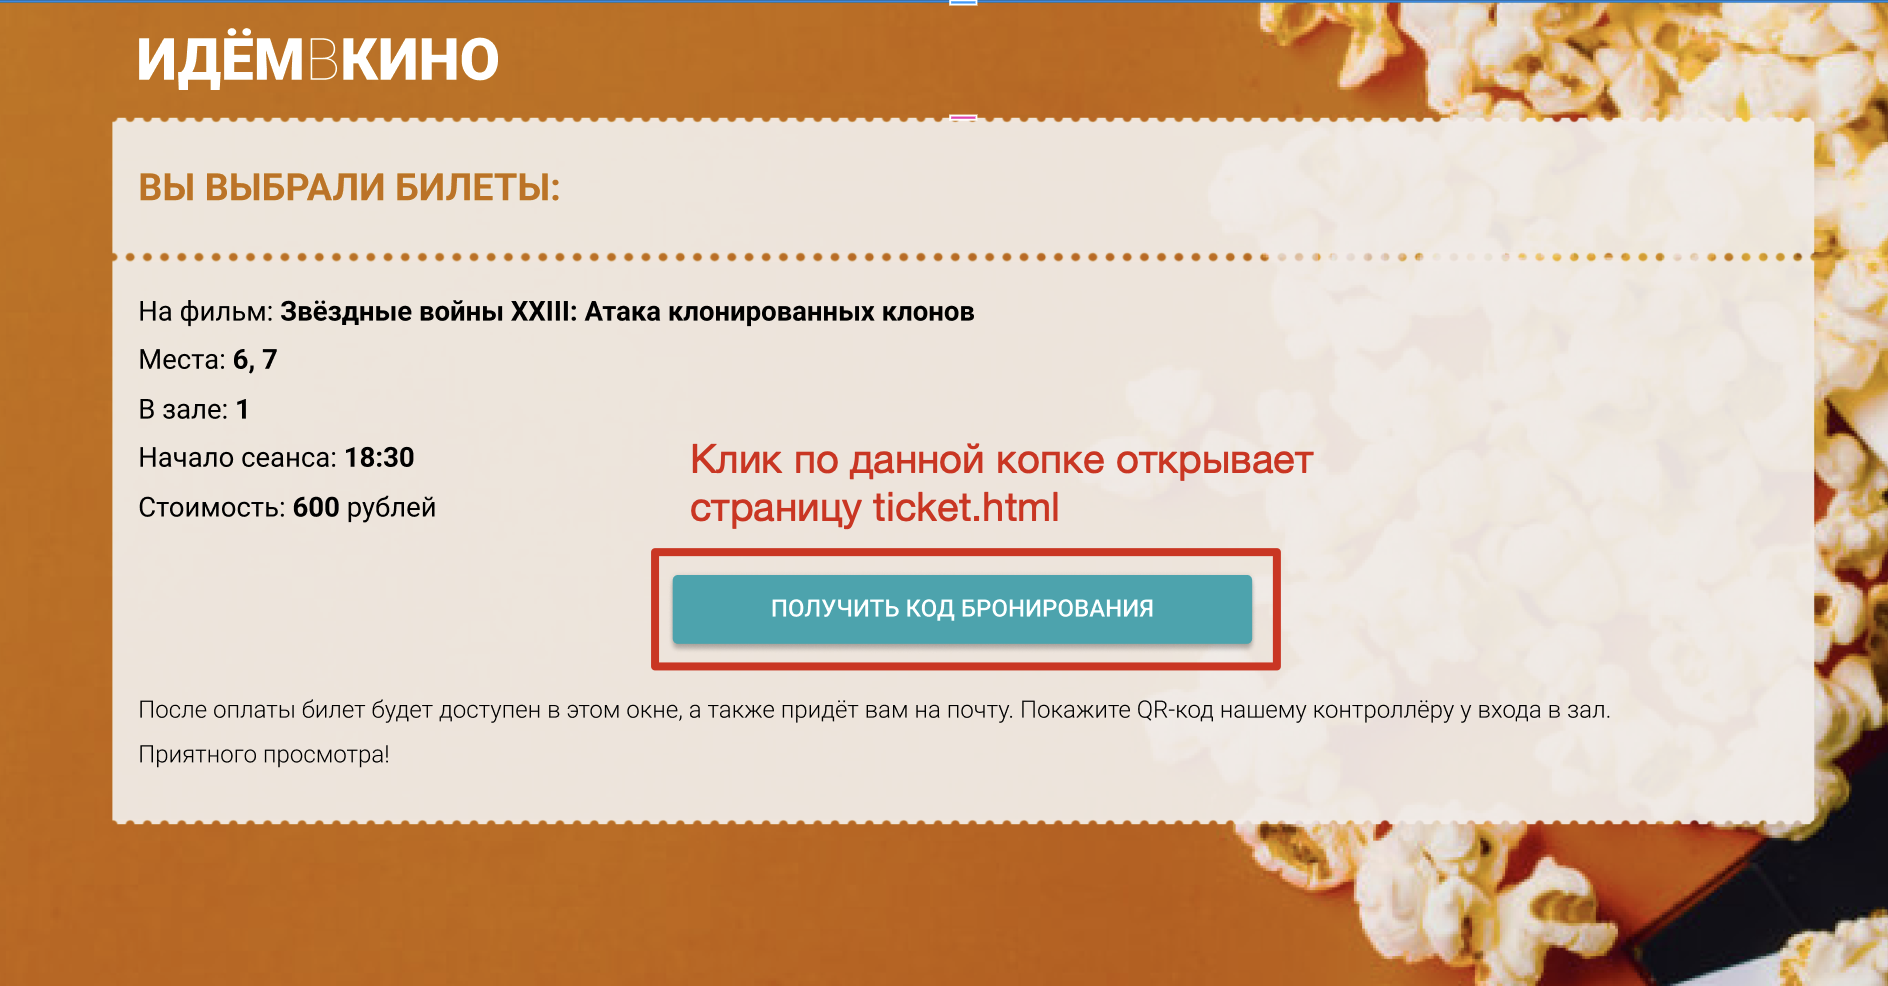 ИДЁМВКИНО
ВЫ ВЫБРАЛИ БИЛЕТЫ:
На фильм: Звёздные войны XXIII: Атака клонированных клонов
Места: 6, 7
В зале: 1
Начало сеанса: 18:30
Стоимость: 600 рублей
Клик по данной копке открывает
страницу ticket.html
ПОЛУЧИТЬ КОД БРОНИРОВАНИЯ
После оплаты билет будет доступен в этом окне, а также придёт вам на почту. Покажите QR-код нашему контроллёру у входа в зал.
Приятного просмотра!